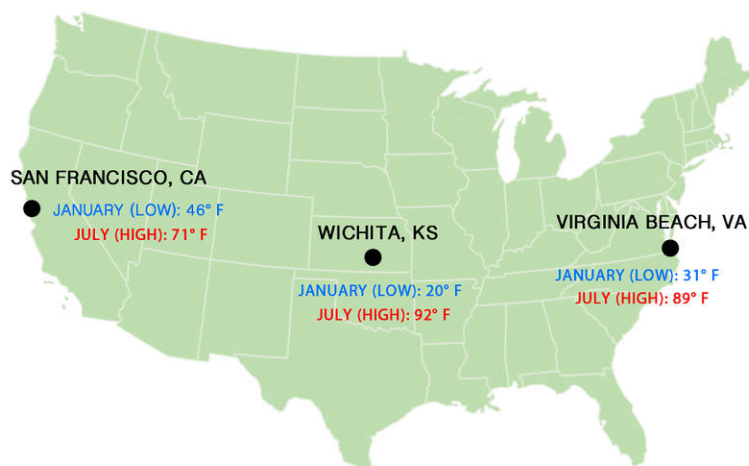 SAN FRANCISCO, CA
JANUARY (LOW): 46° F
JULY (HIGH): 71° F
WICHITA, KS
JANUARY (LOW): 20° F
JULY (HIGH): 92° F
VIRGINIA BEACH, VA
JANUARY (LOW): 31° F
JULY (HIGH): 89° F